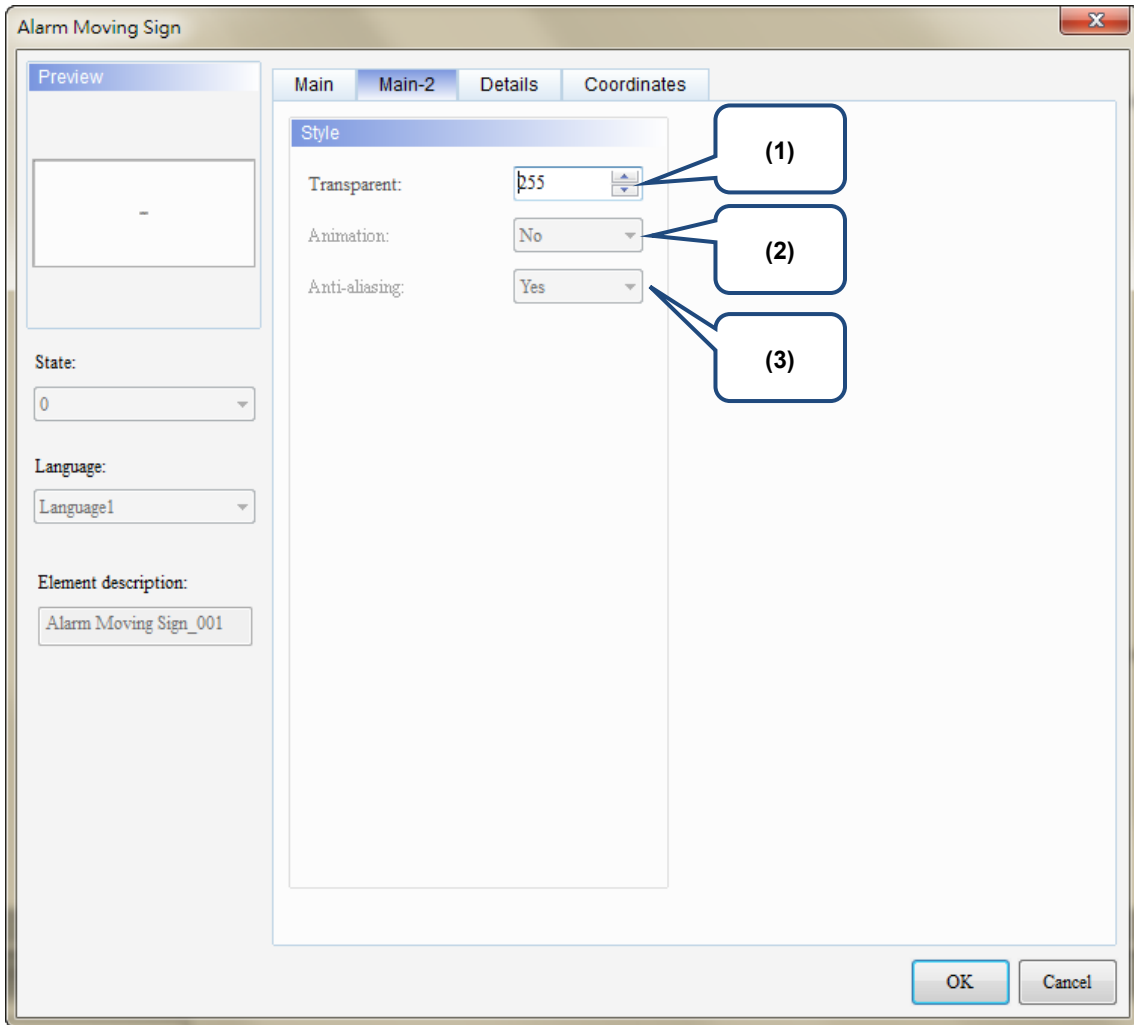 Alarm Moving Sign
Preview
-
State:
0
Language:
Language1
Element description:
Alarm Moving Sign_001
Main Main-2 Details Coordinates
Style
Transparent: 255
Animation: No
Anti-aliasing: Yes
(1)
(2)
(3)
OK Cancel